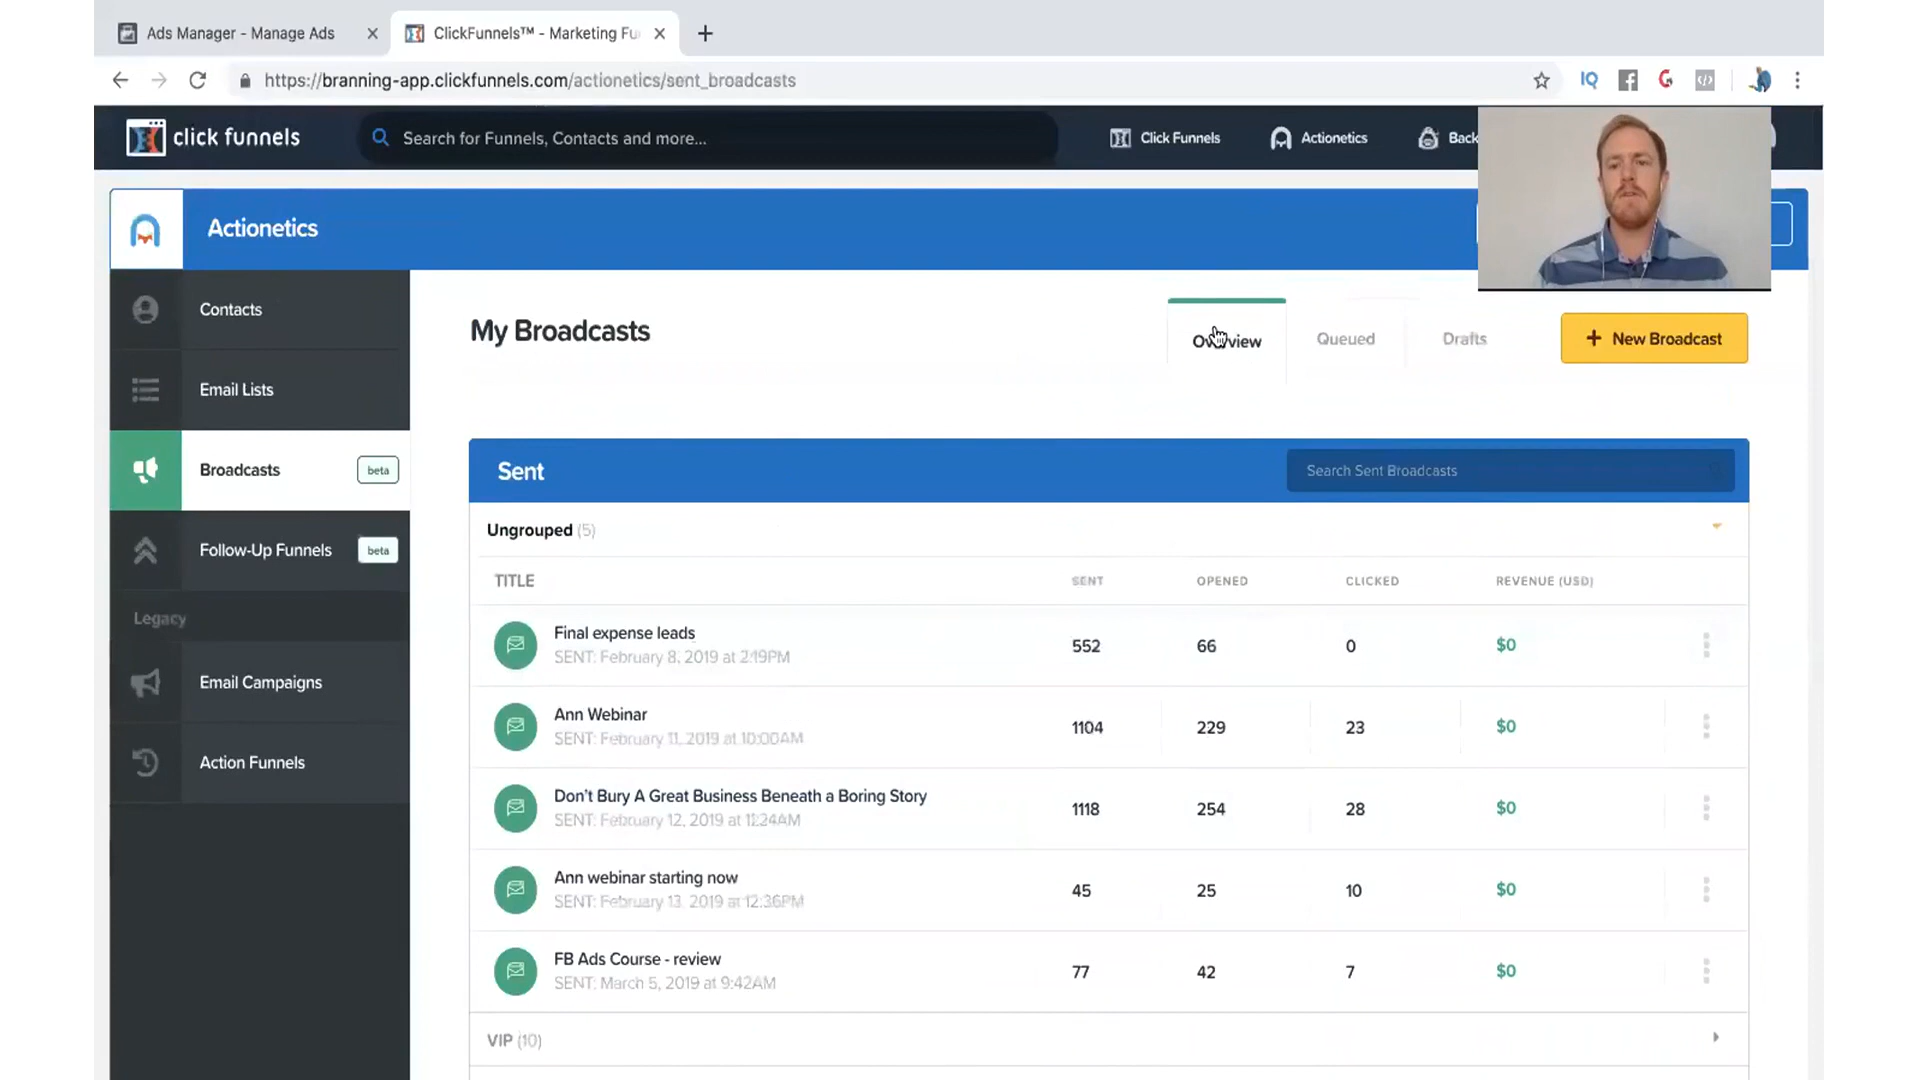 Ads Manager - Manage Ads
ClickFunnels™ - Marketing Fu
https://branning-app.clickfunnels.com/actionetics/sent_broadcasts
IQ
click funnels
Search for Funnels, Contacts and more...
Click Funnels
Actionetics
Back
Actionetics
Contacts
Email Lists
Broadcasts beta
Follow-Up Funnels beta
Legacy
Email Campaigns
Action Funnels
My Broadcasts
Overview
Queued
Drafts
+ New Broadcast
Sent
Search Sent Broadcasts
Ungrouped (5)
TITLE SENT OPENED CLICKED REVENUE (USD)
Final expense leads
SENT: February 8, 2019 at 2:19PM
552 66 0 $0
Ann Webinar
SENT: February 11, 2019 at 10:00AM
1104 229 23 $0
Don't Bury A Great Business Beneath a Boring Story
SENT: February 12, 2019 at 11:24AM
1118 254 28 $0
Ann webinar starting now
SENT: February 13, 2019 at 12:36PM
45 25 10 $0
FB Ads Course - review
SENT: March 5, 2019 at 9:42AM
77 42 7 $0
VIP (10)